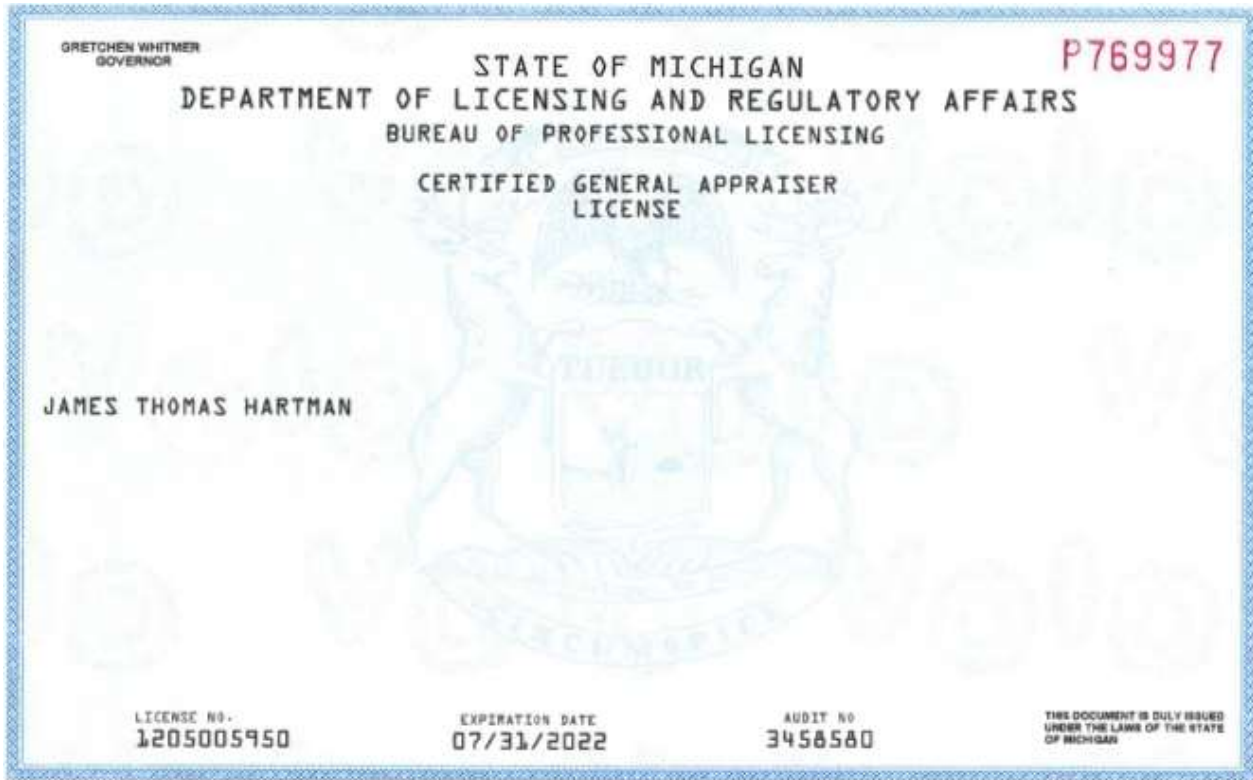 GRETCHEN WHITMER
GOVERNOR
P769977
STATE OF MICHIGAN
DEPARTMENT OF LICENSING AND REGULATORY AFFAIRS
BUREAU OF PROFESSIONAL LICENSING
CERTIFIED GENERAL APPRAISER
LICENSE
TUEBOR
JAMES THOMAS HARTMAN
CIRCUMSPICE
LICENSE NO.
1205005950
EXPIRATION DATE
07/31/2022
AUDIT NO
3458580
THIS DOCUMENT IS DULY ISSUED
UNDER THE LAWS OF THE STATE
OF MICHIGAN